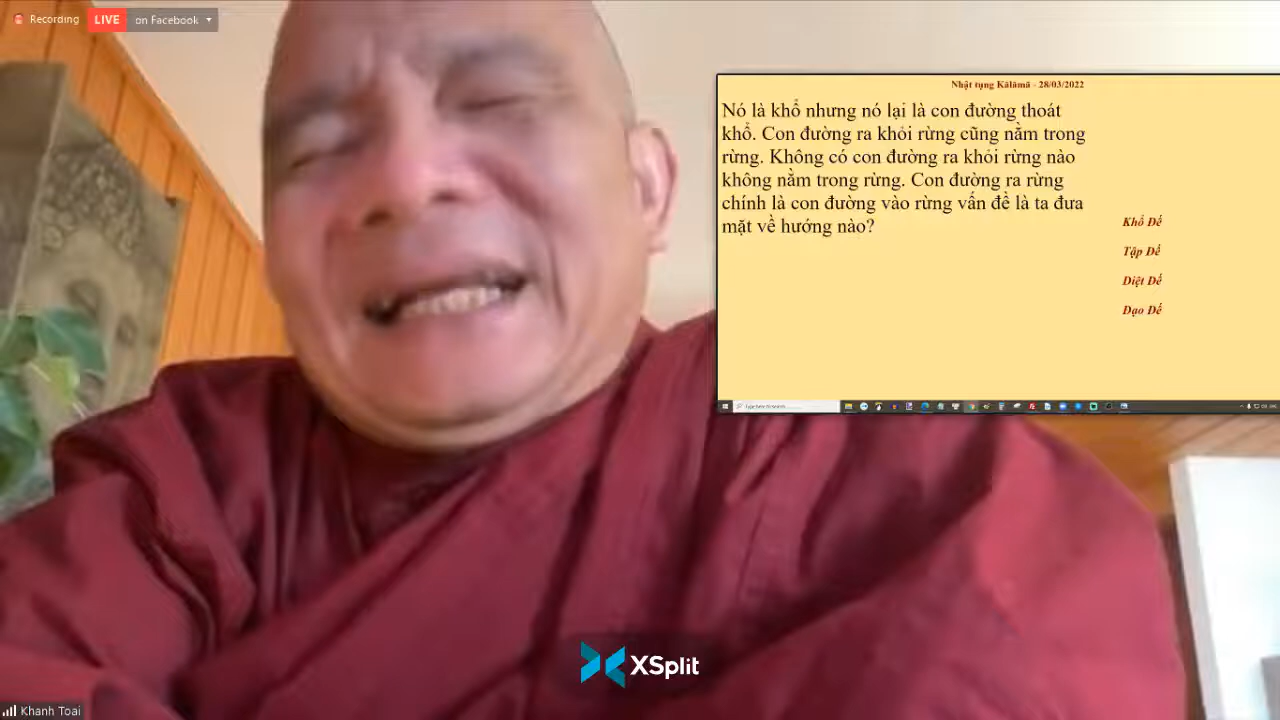 Recording LIVE on Facebook
Nhật tụng Kālāmā - 28/03/2022
Nó là khổ nhưng nó lại là con đường thoát
khổ. Con đường ra khỏi rừng cũng nằm trong
rừng. Không có con đường ra khỏi rừng nào
không nằm trong rừng. Con đường ra rừng
chính là con đường vào rừng vấn đề là ta đưa
mặt về hướng nào?
Khổ Đế
Tập Đế
Diệt Đế
Đạo Đế
XSplit
Khanh Toai